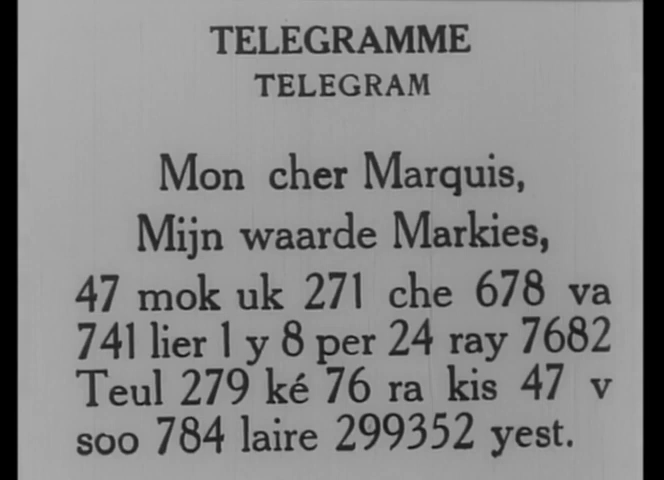 TELEGRAMME
TELEGRAM
Mon cher Marquis,
Mijn waarde Markies,
47 mok uk 271 che 678 va
741 lier 1 y 8 per 24 ray 7682
Teul 279 ké 76 ra kis 47 v
soo 784 laire 299352 yest.